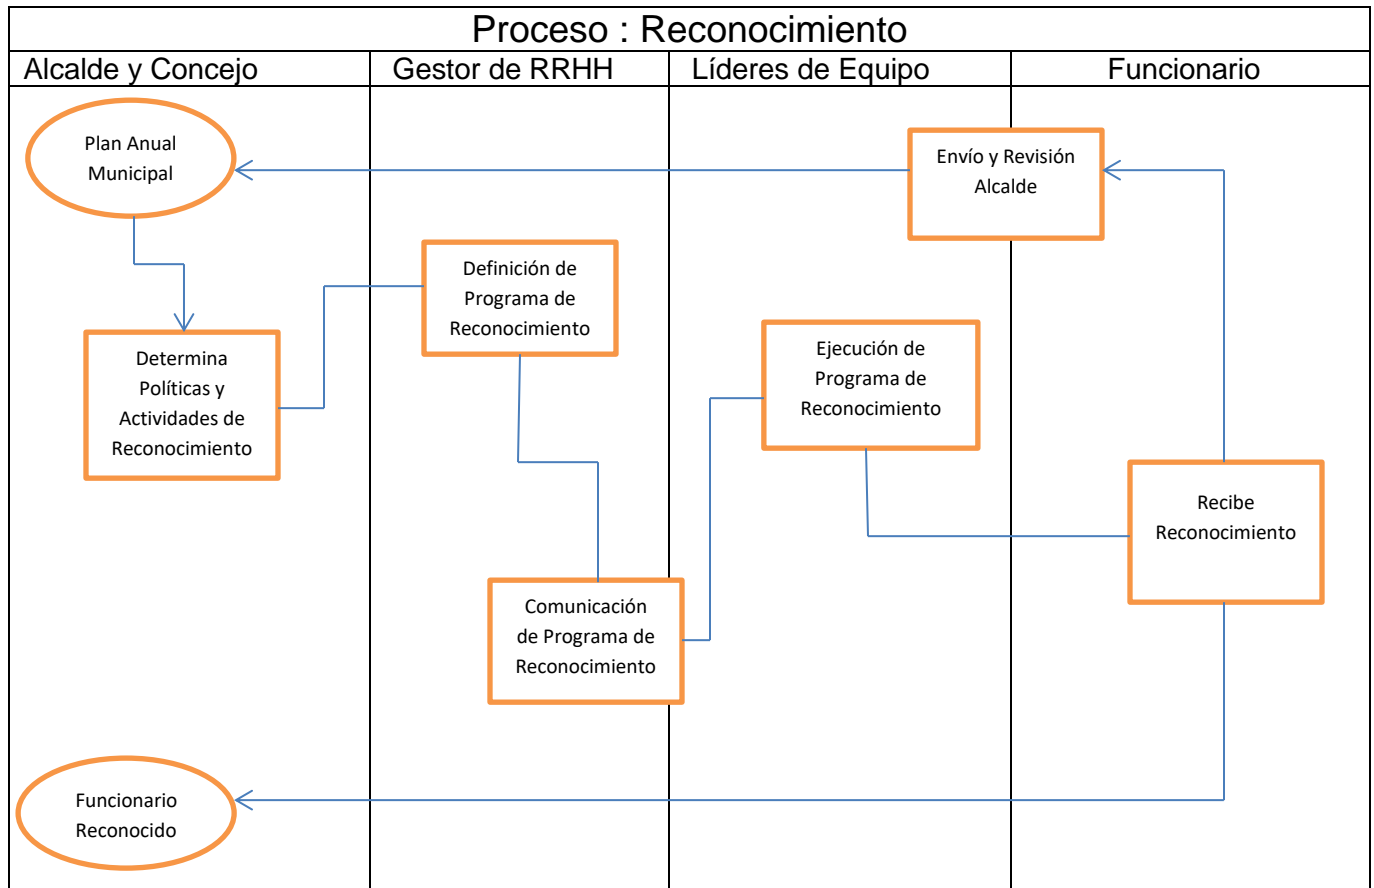 Proceso : Reconocimiento
Alcalde y Concejo
Gestor de RRHH
Líderes de Equipo
Funcionario
Plan Anual
Municipal
Envío y Revisión
Alcalde
Definición de
Programa de
Reconocimiento
Determina
Políticas y
Actividades de
Reconocimiento
Ejecución de
Programa de
Reconocimiento
Recibe
Reconocimiento
Comunicación
de Programa de
Reconocimiento
Funcionario
Reconocido